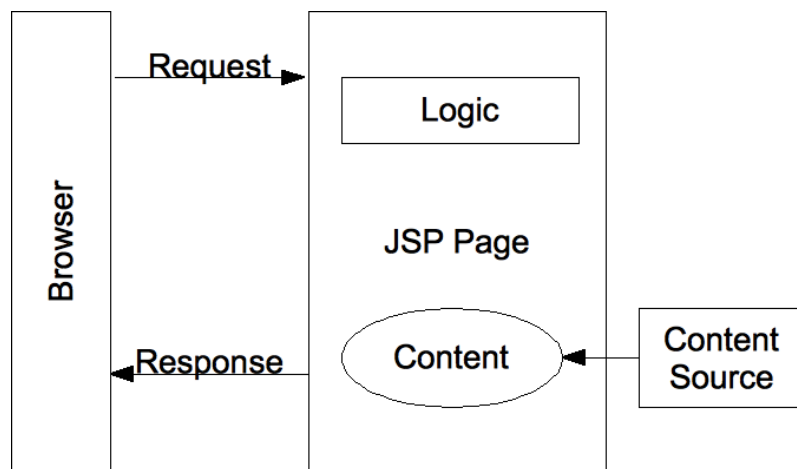 Browser
Request
Logic
JSP Page
Content
Response
Content
Source